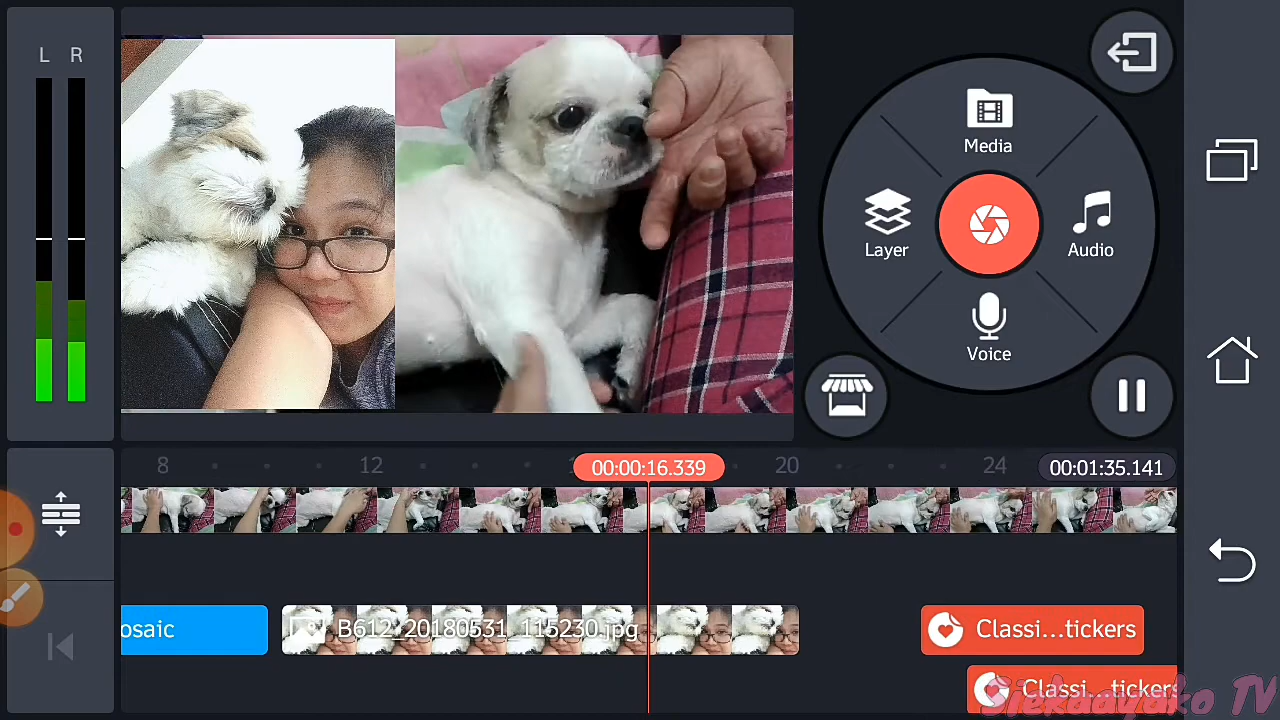 L R
Media
Layer
Audio
Voice
8
12
00:00:16.339
20
24
00:01:35.141
osaic
B612_20180531_115230.jpg
Classi...tickers
Classi...tickers
Siekaayako TV